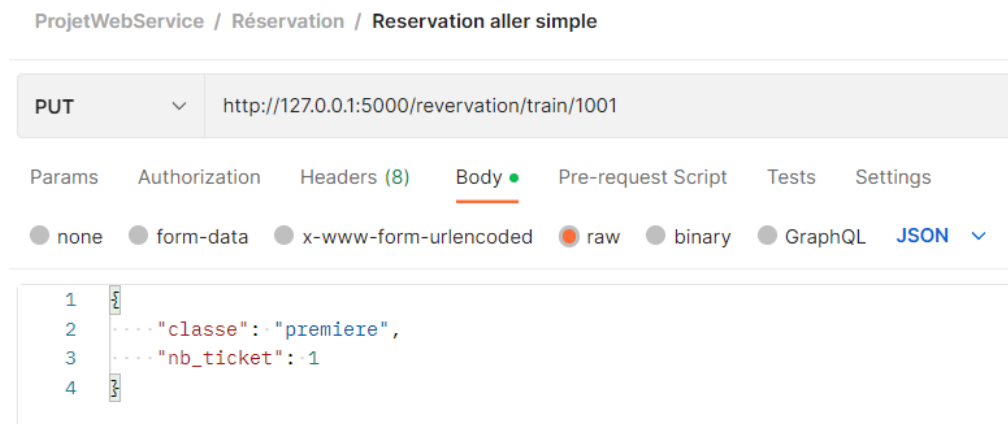 ProjetWebService / Réservation / Reservation aller simple
PUT http://127.0.0.1:5000/revervation/train/1001
Params Authorization Headers (8) Body Pre-request Script Tests Settings
none form-data x-www-form-urlencoded raw binary GraphQL JSON
1 {
2 "classe": "premiere",
3 "nb_ticket": 1
4 }